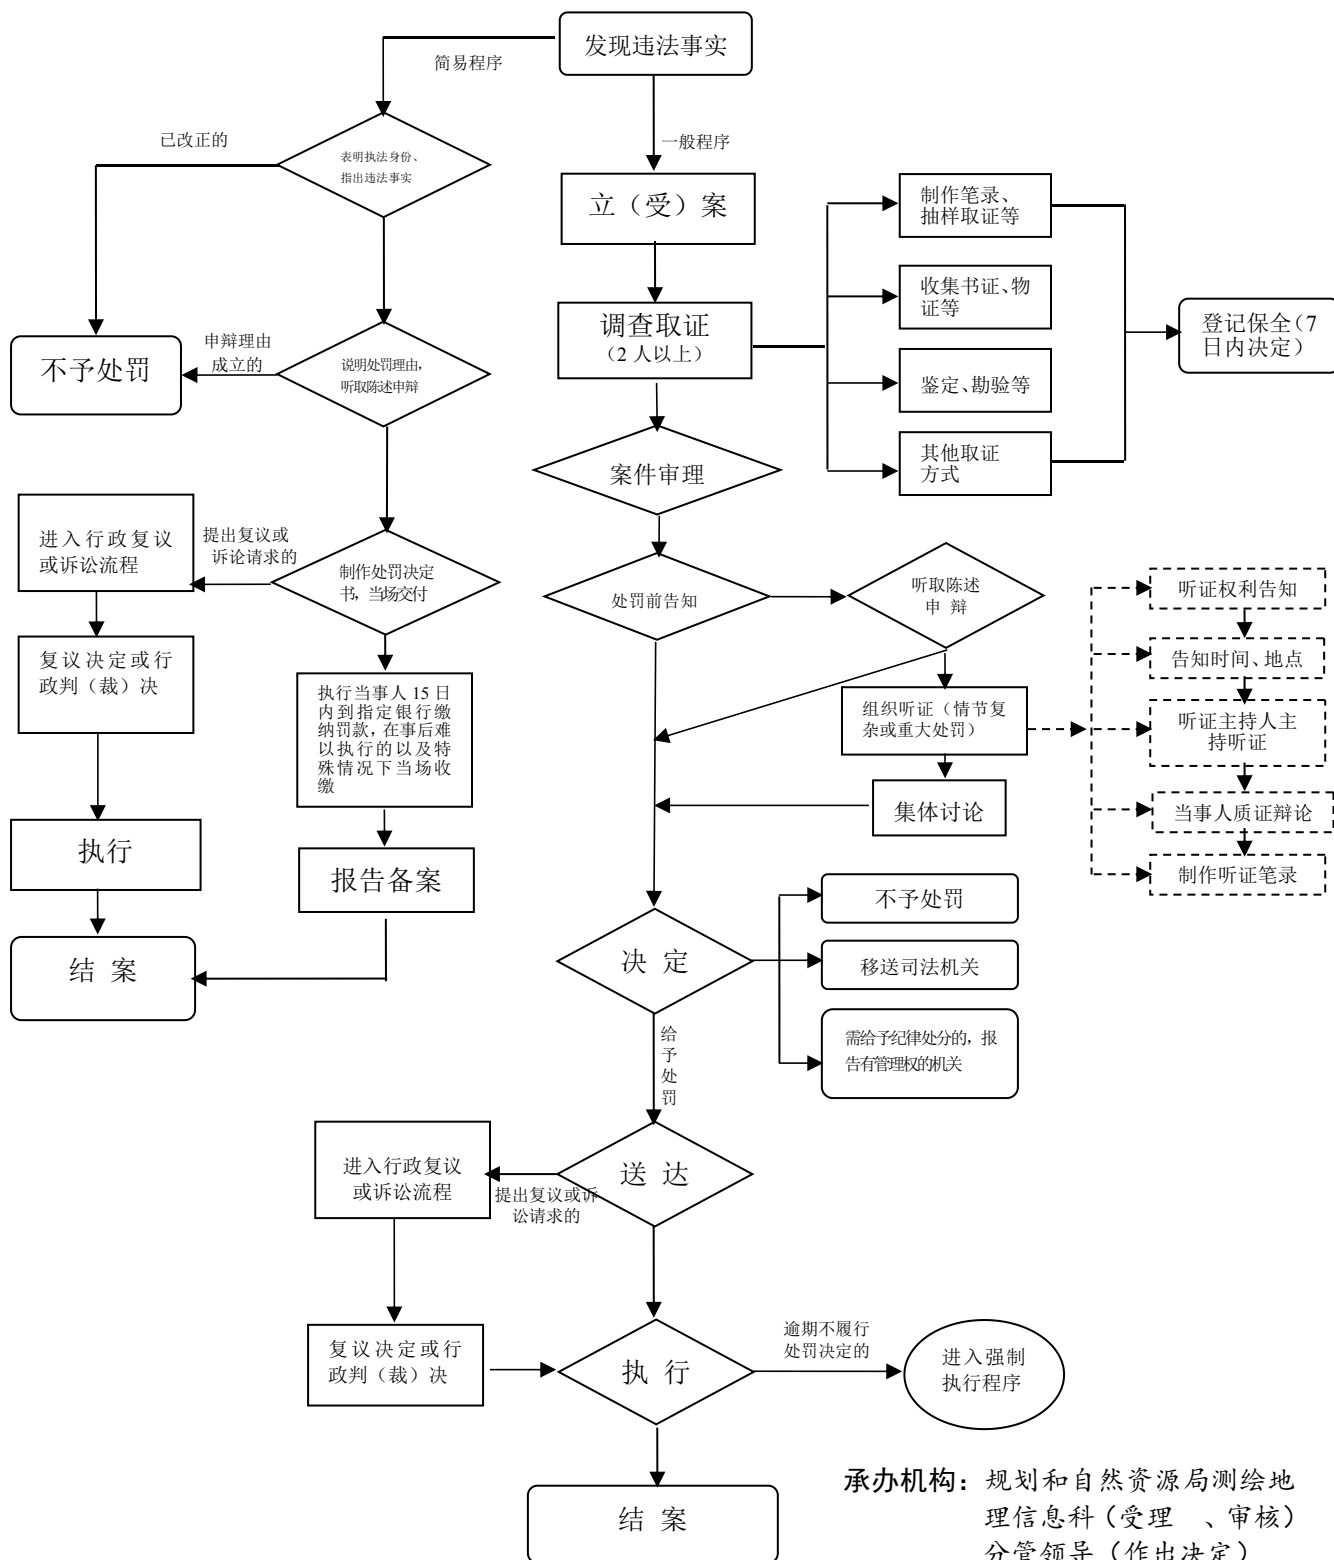 发现违法事实
简易程序
一般程序
已改正的
表明执法身份、
指出违法事实
立（受）案
制作笔录、
抽样取证等
收集书证、物
证等
登记保全（7
日内决定）
调查取证
（2 人以上）
鉴定、勘验等
其他取证
方式
不予处罚
申辩理由
成立的
说明处罚理由，
听取陈述申辩
案件审理
进入行政复议
或诉讼流程
提出复议或
诉论请求的
制作处罚决定
书，当场交付
处罚前告知
听取陈述
申 辩
听证权利告知
告知时间、地点
听证主持人主
持听证
当事人质证辩论
制作听证笔录
复议决定或行
政判（裁）决
执行当事人 15 日
内到指定银行缴
纳罚款，在事后难
以执行的以及特
殊情况下当场收
缴
组织听证（情节复
杂或重大处罚）
集体讨论
执行
报告备案
结 案
决 定
不予处罚
移送司法机关
需给予纪律处分的，报
告有管理权的机关
给
予
处
罚
进入行政复议
或诉讼流程
提出复议或诉
讼请求的
送 达
复议决定或行
政判（裁）决
执 行
逾期不履行
处罚决定的
进入强制
执行程序
结 案
承办机构：规划和自然资源局测绘地
理信息科（受理 、审核）
分管领导（作出决定）